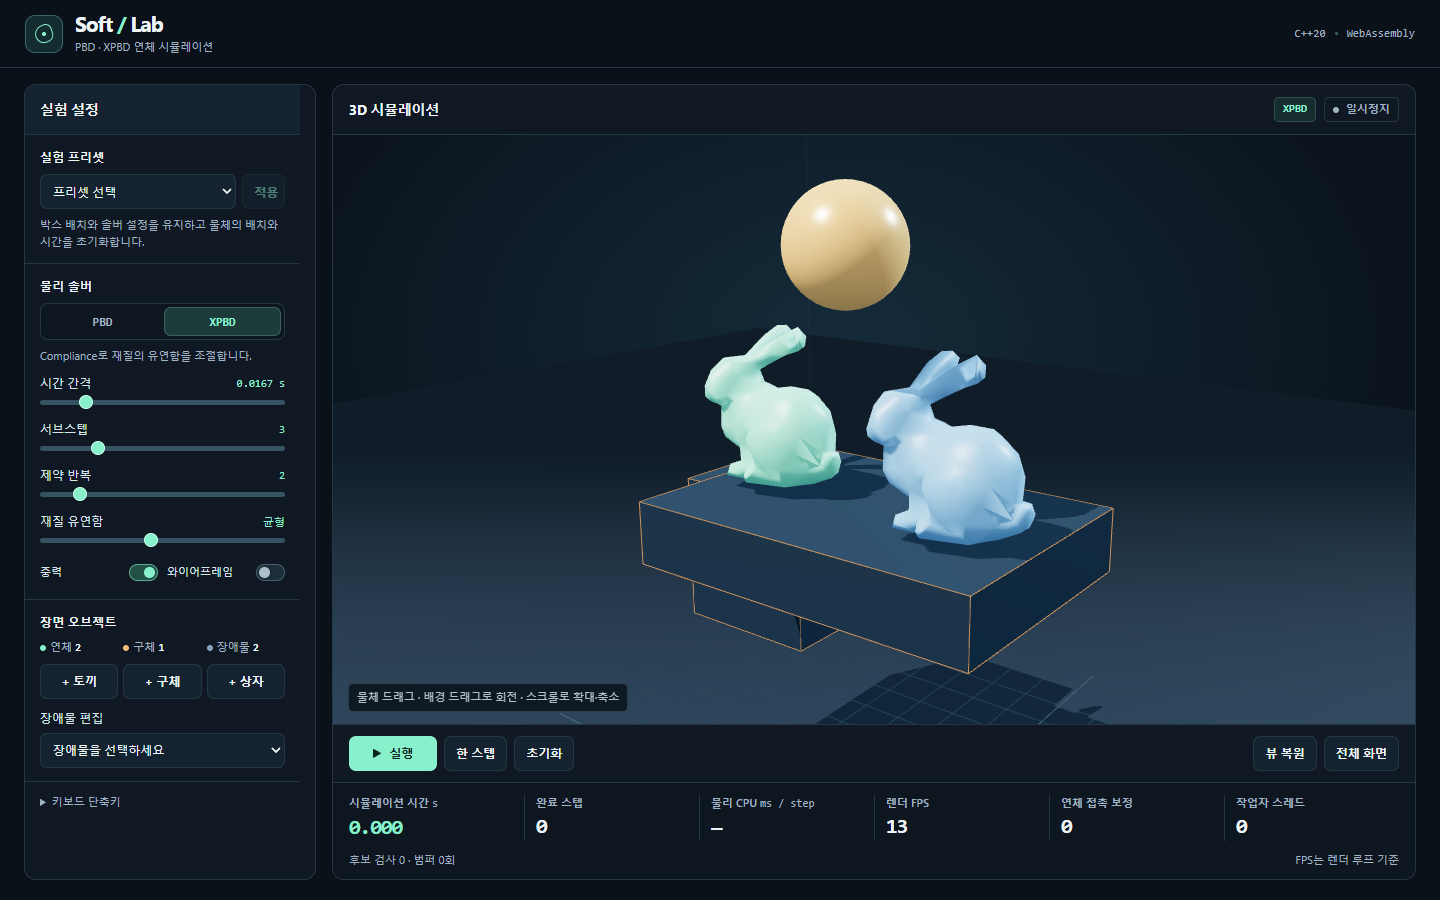 Soft / Lab
PBD · XPBD 연체 시뮬레이션
C++20 • WebAssembly
실험 설정
실험 프리셋
프리셋 선택
적용
박스 배치와 솔버 설정을 유지하고 물체의 배치와
시간을 초기화합니다.
물리 솔버
PBD
XPBD
Compliance로 재질의 유연함을 조절합니다.
시간 간격
0.0167 s
서브스텝
3
제약 반복
2
재질 유연함
균형
중력
와이어프레임
장면 오브젝트
연체 2
구체 1
장애물 2
+ 토끼
+ 구체
+ 상자
장애물 편집
장애물을 선택하세요
▶ 키보드 단축키
3D 시뮬레이션
XPBD
일시정지
물체 드래그 · 배경 드래그로 회전 · 스크롤로 확대·축소
▶ 실행
한 스텝
초기화
뷰 복원
전체 화면
시뮬레이션 시간 s
0.000
완료 스텝
0
물리 CPU ms / step
—
렌더 FPS
13
연체 접촉 보정
0
작업자 스레드
0
후보 검사 0 · 범퍼 0회
FPS는 렌더 루프 기준